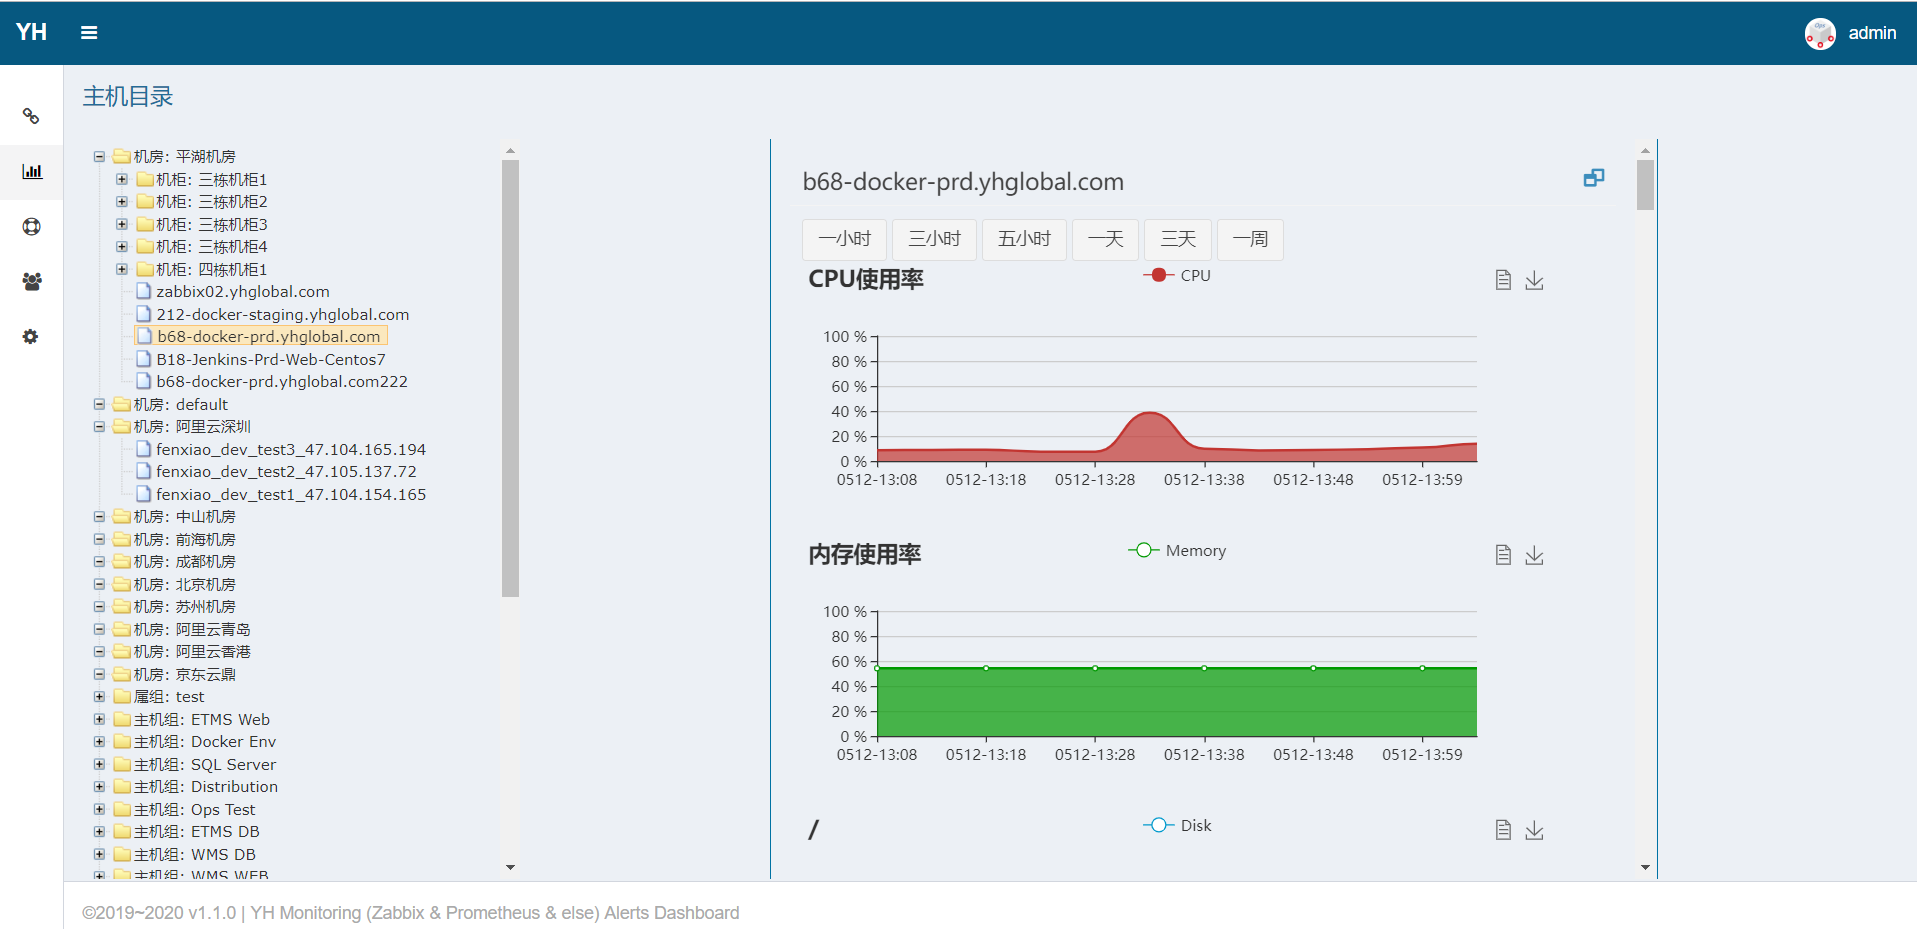 YH
admin
主机目录
机房: 平湖机房
机柜: 三栋机柜1
机柜: 三栋机柜2
机柜: 三栋机柜3
机柜: 三栋机柜4
机柜: 四栋机柜1
zabbix02.yhglobal.com
212-docker-staging.yhglobal.com
b68-docker-prd.yhglobal.com
B18-Jenkins-Prd-Web-Centos7
b68-docker-prd.yhglobal.com222
机房: default
机房: 阿里云深圳
fenxiao_dev_test3_47.104.165.194
fenxiao_dev_test2_47.105.137.72
fenxiao_dev_test1_47.104.154.165
机房: 中山机房
机房: 前海机房
机房: 成都机房
机房: 北京机房
机房: 苏州机房
机房: 阿里云青岛
机房: 阿里云香港
机房: 京东云鼎
属组: test
主机组: ETMS Web
主机组: Docker Env
主机组: SQL Server
主机组: Distribution
主机组: Ops Test
主机组: ETMS DB
主机组: WMS DB
主机组: WMS WEB
b68-docker-prd.yhglobal.com
一小时 三小时 五小时 一天 三天 一周
CPU使用率
CPU
100 %
80 %
60 %
40 %
20 %
0 %
0512-13:08 0512-13:18 0512-13:28 0512-13:38 0512-13:48 0512-13:59
内存使用率
Memory
100 %
80 %
60 %
40 %
20 %
0 %
0512-13:08 0512-13:18 0512-13:28 0512-13:38 0512-13:48 0512-13:59
/
Disk
©2019~2020 v1.1.0 | YH Monitoring (Zabbix & Prometheus & else) Alerts Dashboard